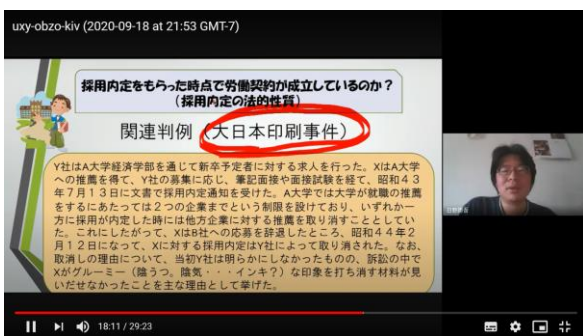 uxy-obzo-kiv (2020-09-18 at 21:53 GMT-7)
採用内定をもらった時点で労働契約が成立しているのか？
（採用内定の法的性質）
関連判例（大日本印刷事件）
Y社はA大学経済学部を通じて新卒予定者に対する求人を行った。XはA大学
への推薦を得て、Y社の募集に応じ、筆記面接や面接試験を経て、昭和４３
年７月１３日に文書で採用内定通知を受けた。A大学では大学が就職の推薦
をするにあたっては２つの企業までという制限を設けており、いずれか一
方に採用が内定した時には他方企業に対する推薦を取り消すこととしてい
た。これにしたがって、XはB社への応募を辞退したところ、昭和４４年２
月１２日になって、Xに対する採用内定はY社によって取り消された。なお、
取消しの理由について、当初Y社は明らかにしなかったものの、訴訟の中で
Xがグルーミー（陰うつ。陰気・・・インキ？）な印象を打ち消す材料が見
いだせなかったことを主な理由として挙げた。
18:11 / 29:23